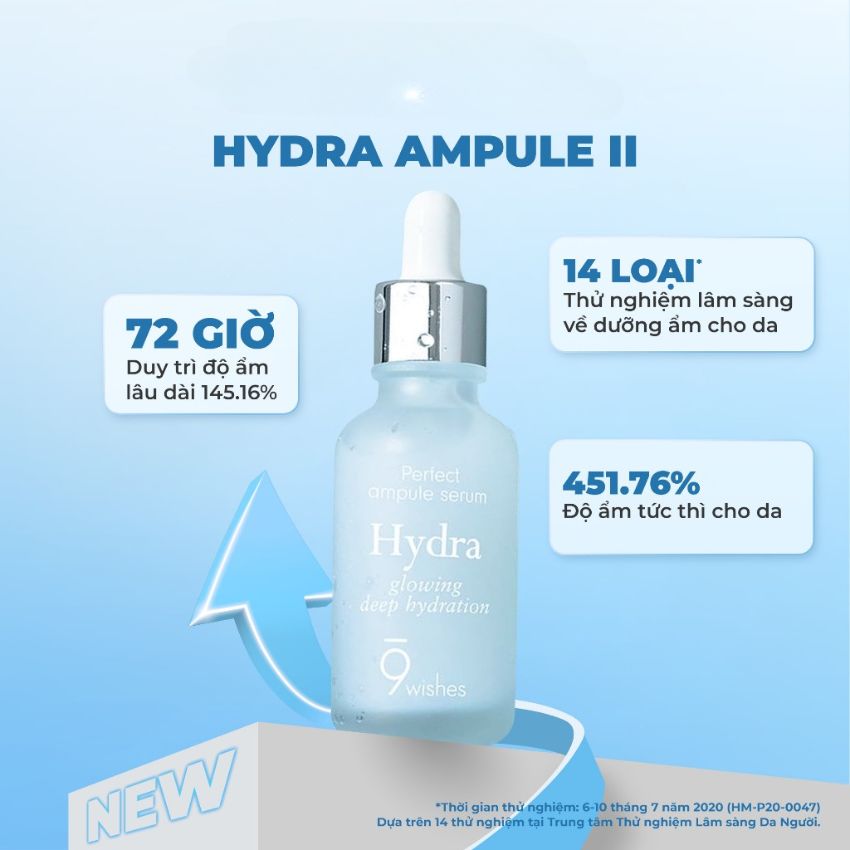 HYDRA AMPULE II
14 LOẠI*
Thử nghiệm lâm sàng
về dưỡng ẩm cho da
72 GIỜ
Duy trì độ ẩm
lâu dài 145.16%
451.76%
Độ ẩm tức thì cho da
Perfect
ampule serum
Hydra
glowing
deep hydration
9
wishes
NEW
*Thời gian thử nghiệm: 6-10 tháng 7 năm 2020 (HM-P20-0047)
Dựa trên 14 thử nghiệm tại Trung tâm Thử nghiệm Lâm sàng Da Người.